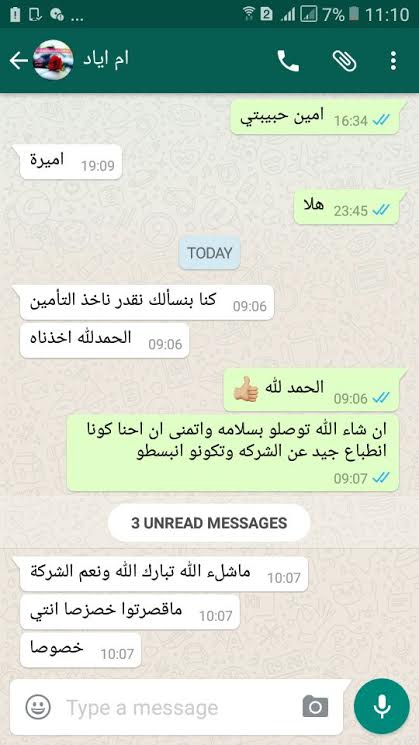 7% 11:10
ام اياد
امين حبيبتي
16:34
اميرة
19:09
هلا
23:45
TODAY
كنا بنسألك نقدر ناخذ التأمين
09:06
الحمدلله اخذناه
09:06
الحمد لله
09:06
ان شاء الله توصلو بسلامه واتمنى ان احنا كونا
انطباع جيد عن الشركه وتكونو انبسطو
09:07
3 UNREAD MESSAGES
ماشلء الله تبارك الله ونعم الشركة
10:07
ماقصرتوا خصزصا انتي
10:07
خصوصا
10:07
Type a message